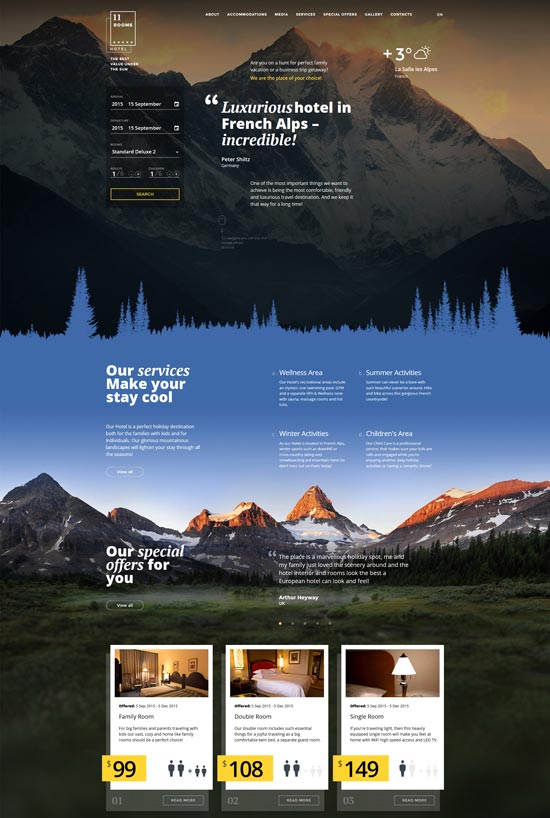 11
ROOMS
HOTEL
THE BEST
VALUE UNDER
THE SUN
ABOUT
ACCOMMODATIONS
MEDIA
SERVICES
SPECIAL OFFERS
GALLERY
CONTACTS
EN
Are you on a hunt for perfect family
vacation or a business trip getaway?
We are the place of your choice!
+3°
La Salle les Alpes
French
ARRIVAL
2015 15 September
DEPARTURE
2015 15 September
ROOMS
Standard Deluxe 2
ADULTS
CHILDREN
1/6
1/6
SEARCH
“
Luxurious hotel in
French Alps –
incredible!
Peter Shiltz
Germany
One of the most important things we want to
achieve is being the most comfortable, friendly
and luxurious travel destination. And we keep it
that way for a long time!
Our services
Make your
stay cool
Our Hotel is a perfect holiday destination
both for the families with kids and for
individuals. Our glorious mountainous
landscapes will lighten your stay through all
the seasons!
View all
Wellness Area
Our Hotel's recreational areas include
an olympic size swimming pool, GYM
and a separate SPA & Wellness zone
with sauna, massage rooms and hot
tubs.
Summer Activities
Summer can never be a bore with
such beautiful sceneries around. Hike
and bike across this gorgeous French
countryside!
Winter Activities
As our Hotel is located in French Alps,
winter sports such as downhill or
cross-country skiing and
snowboarding are essentials here! So
don't miss out on them today!
Children's Area
Our Child Care is a professional
service, that makes sure your kids are
safe and engaged while you're
enjoying another daily holiday
activities or having a romantic dinner!
Our special
offers for
you
View all
“
The place is a marvellous holiday spot, me and
my family just loved the scenery around and the
hotel interior and rooms look the best a
European hotel can look and feel!
Arthur Heyway
UK
Offered: 5 Sep 2015 - 5 Dec 2015
Family Room
For big families and parents traveling with
kids our vast, cozy and home like family
rooms should be a perfect choice!
$99
01
READ MORE
Offered: 5 Sep 2015 - 5 Dec 2015
Double Room
Our double room includes such essential
things for a joyful traveling as a big
comfortable twin bed, a separate guest room.
$108
02
READ MORE
Offered: 5 Sep 2015 - 5 Dec 2015
Single Room
If you're traveling light, then this heavily
equipped single room will make you feel at
home with WiFi high speed access and LED TV.
$149
03
READ MORE